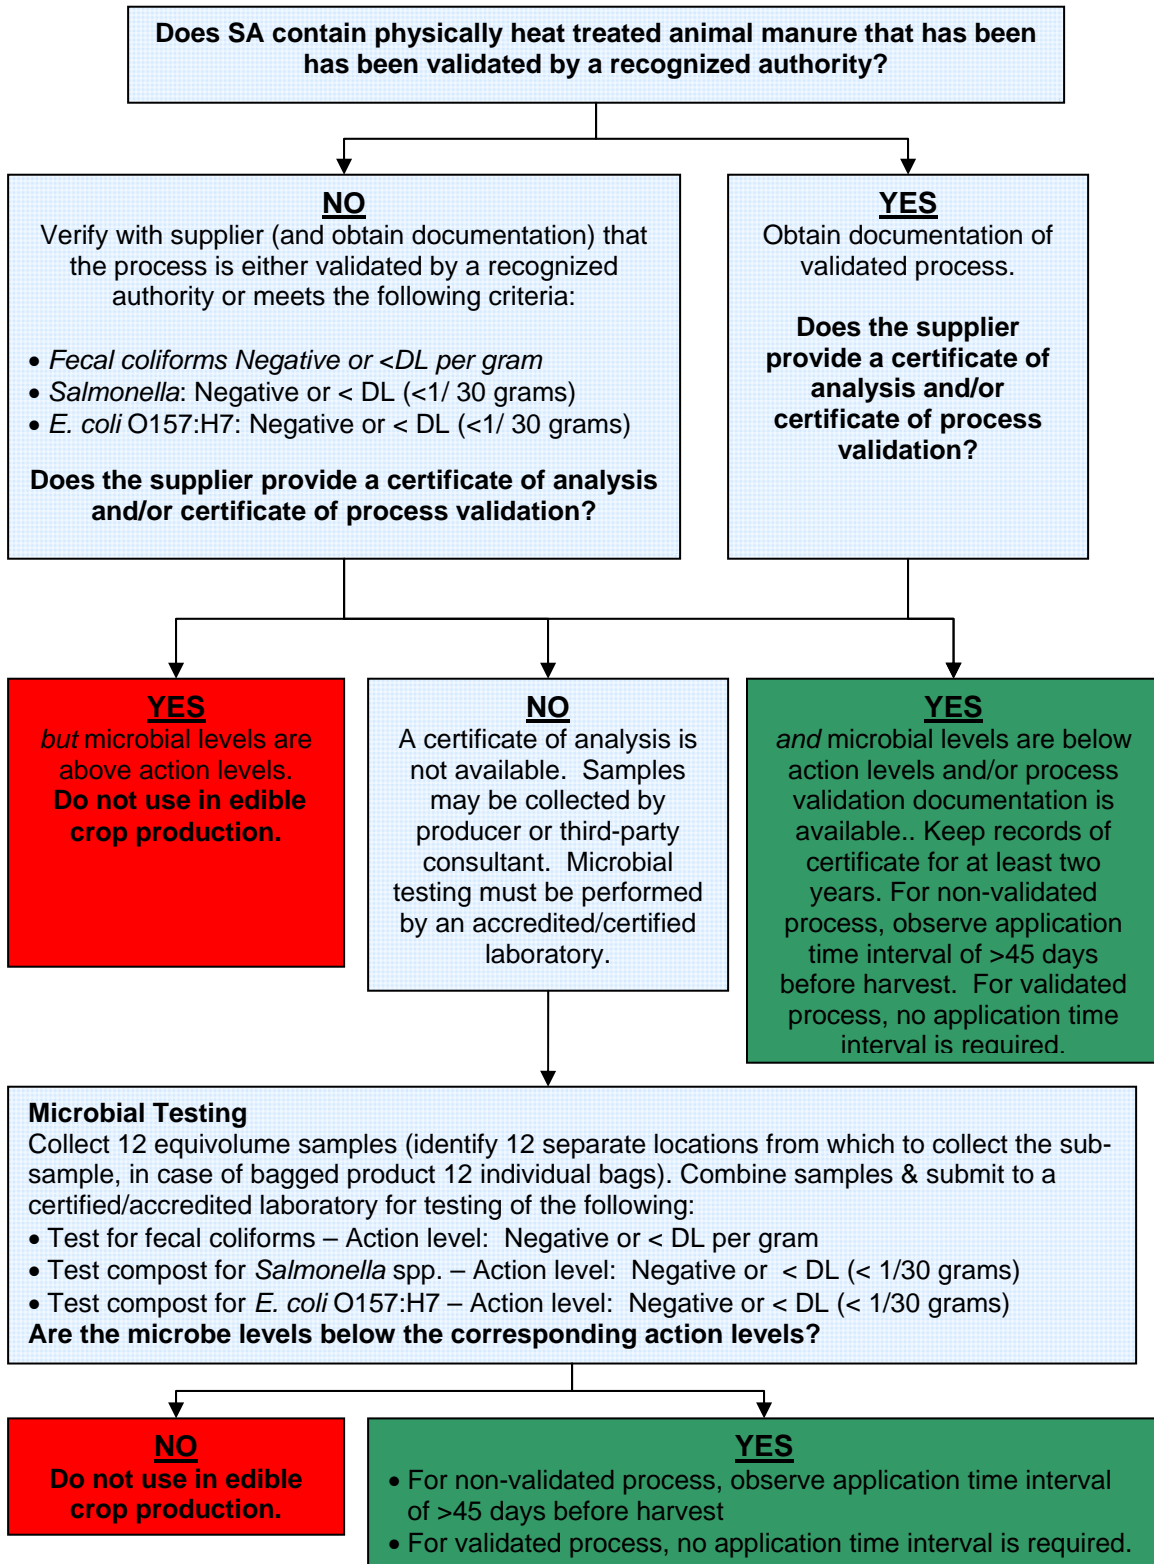 Does SA contain physically heat treated animal manure that has been
has been validated by a recognized authority?
NO
Verify with supplier (and obtain documentation) that
the process is either validated by a recognized
authority or meets the following criteria:
• Fecal coliforms Negative or <DL per gram
• Salmonella: Negative or < DL (<1/ 30 grams)
• E. coli O157:H7: Negative or < DL (<1/ 30 grams)
Does the supplier provide a certificate of analysis
and/or certificate of process validation?
YES
Obtain documentation of
validated process.
Does the supplier
provide a certificate of
analysis and/or
certificate of process
validation?
YES
but microbial levels are
above action levels.
Do not use in edible
crop production.
NO
A certificate of analysis is
not available.  Samples
may be collected by
producer or third-party
consultant.  Microbial
testing must be performed
by an accredited/certified
laboratory.
YES
and microbial levels are below
action levels and/or process
validation documentation is
available.. Keep records of
certificate for at least two
years. For non-validated
process, observe application
time interval of >45 days
before harvest.  For validated
process, no application time
interval is required.
Microbial Testing
Collect 12 equivolume samples (identify 12 separate locations from which to collect the sub-
sample, in case of bagged product 12 individual bags). Combine samples & submit to a
certified/accredited laboratory for testing of the following:
• Test for fecal coliforms – Action level:  Negative or < DL per gram
• Test compost for Salmonella spp. – Action level:  Negative or  < DL (< 1/30 grams)
• Test compost for E. coli O157:H7 – Action level:  Negative or < DL (< 1/30 grams)
Are the microbe levels below the corresponding action levels?
NO
Do not use in edible
crop production.
YES
• For non-validated process, observe application time interval
of >45 days before harvest
• For validated process, no application time interval is required.